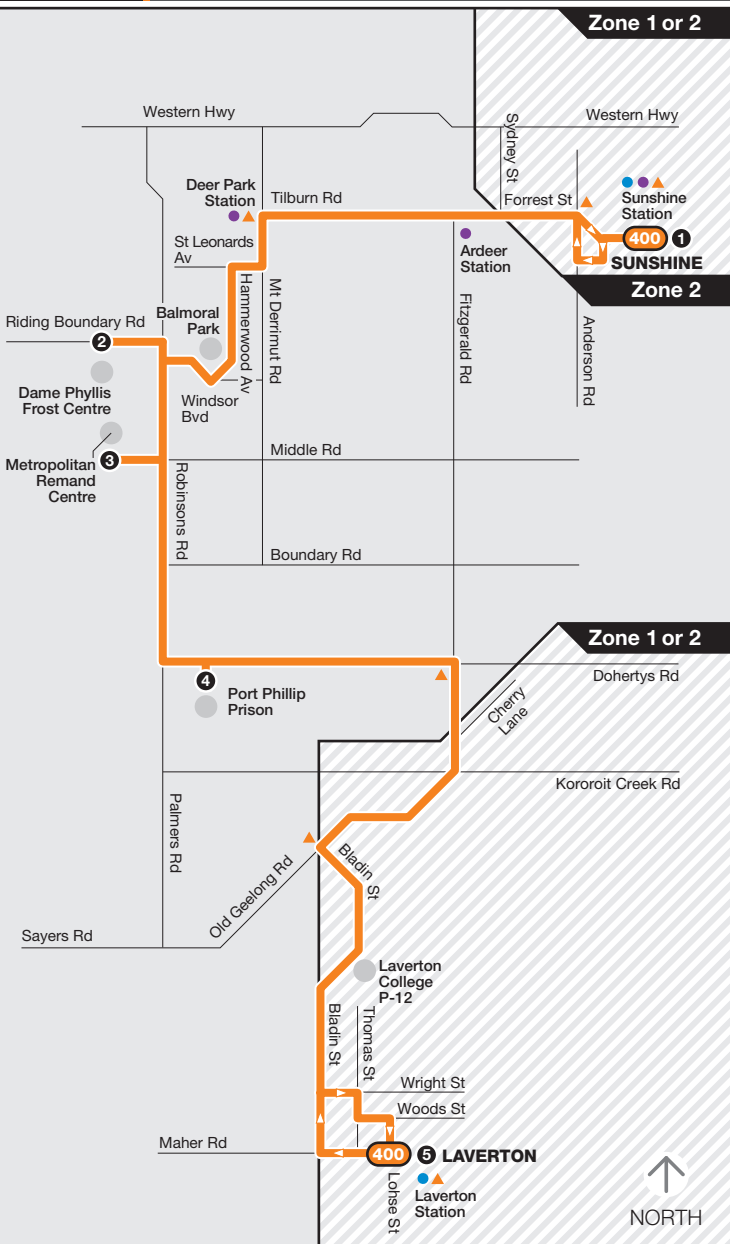 Zone 1 or 2
Western Hwy
Western Hwy
Sydney St
Deer Park
Station
Tilburn Rd
Forrest St
Sunshine
Station
400 1
SUNSHINE
St Leonards
Av
Ardeer
Station
Zone 2
Hammerwood Av
Mt Derrimut Rd
Fitzgerald Rd
Anderson Rd
Balmoral
Park
Riding Boundary Rd
2
Dame Phyllis
Frost Centre
Windsor
Bvd
Metropolitan
Remand
Centre
3
Middle Rd
Robinsons Rd
Boundary Rd
Zone 1 or 2
4
Port Phillip
Prison
Dohertys Rd
Cherry
Lane
Kororoit Creek Rd
Palmers Rd
Old Geelong Rd
Bladin St
Sayers Rd
Laverton
College
P-12
Bladin St
Thomas St
Wright St
Woods St
Maher Rd
400 5 LAVERTON
Laverton
Station
Lohse St
NORTH